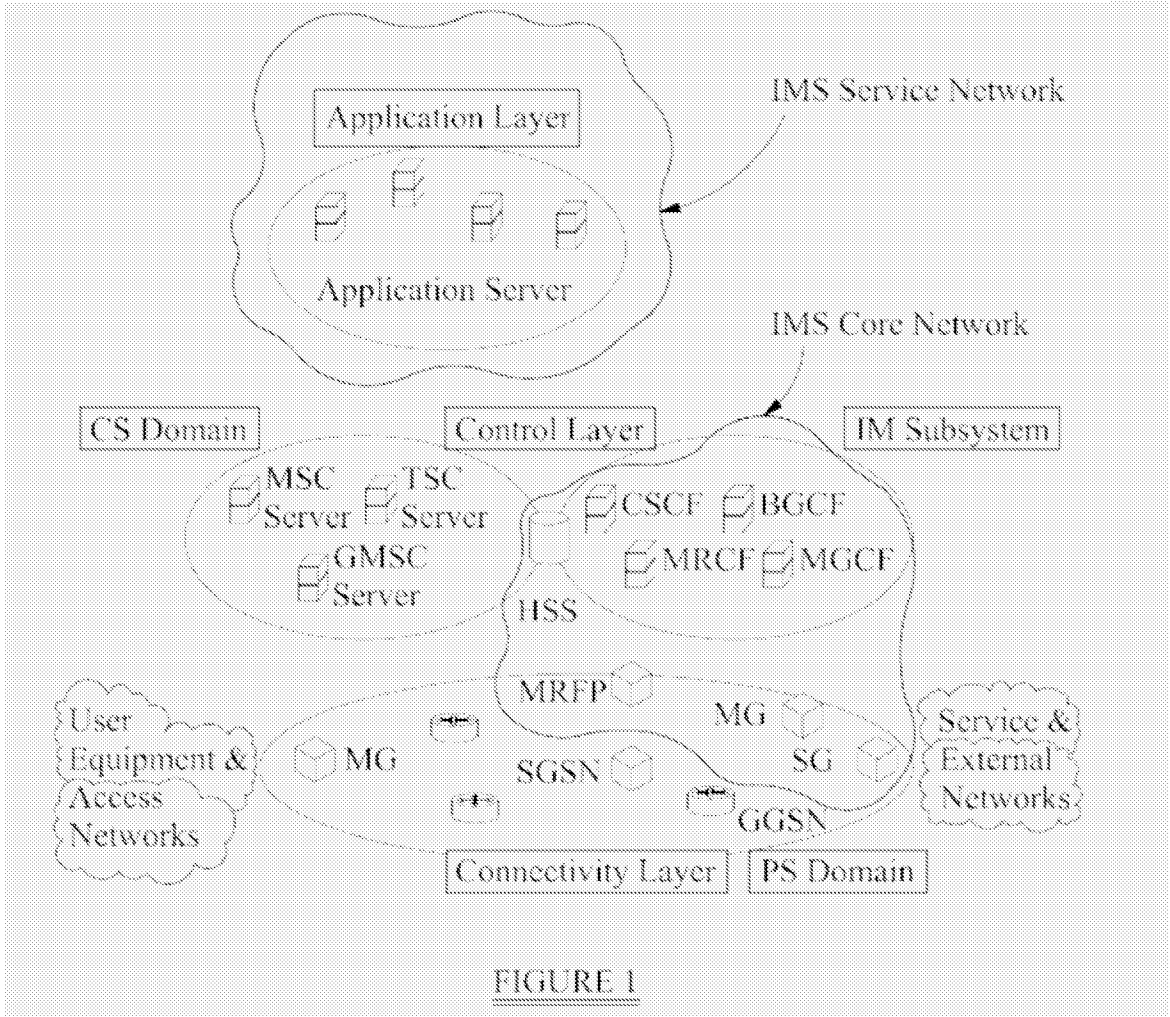 IMS Service Network
Application Layer
Application Server
IMS Core Network
CS Domain
Control Layer
IM Subsystem
MSC
Server
TSC
Server
GMSC
Server
CSCF
BGCF
MRCF
MGCF
HSS
MRFP
MG
SG
User
Equipment &
Access
Networks
MG
SGSN
GGSN
Service &
External
Networks
Connectivity Layer
PS Domain
FIGURE 1